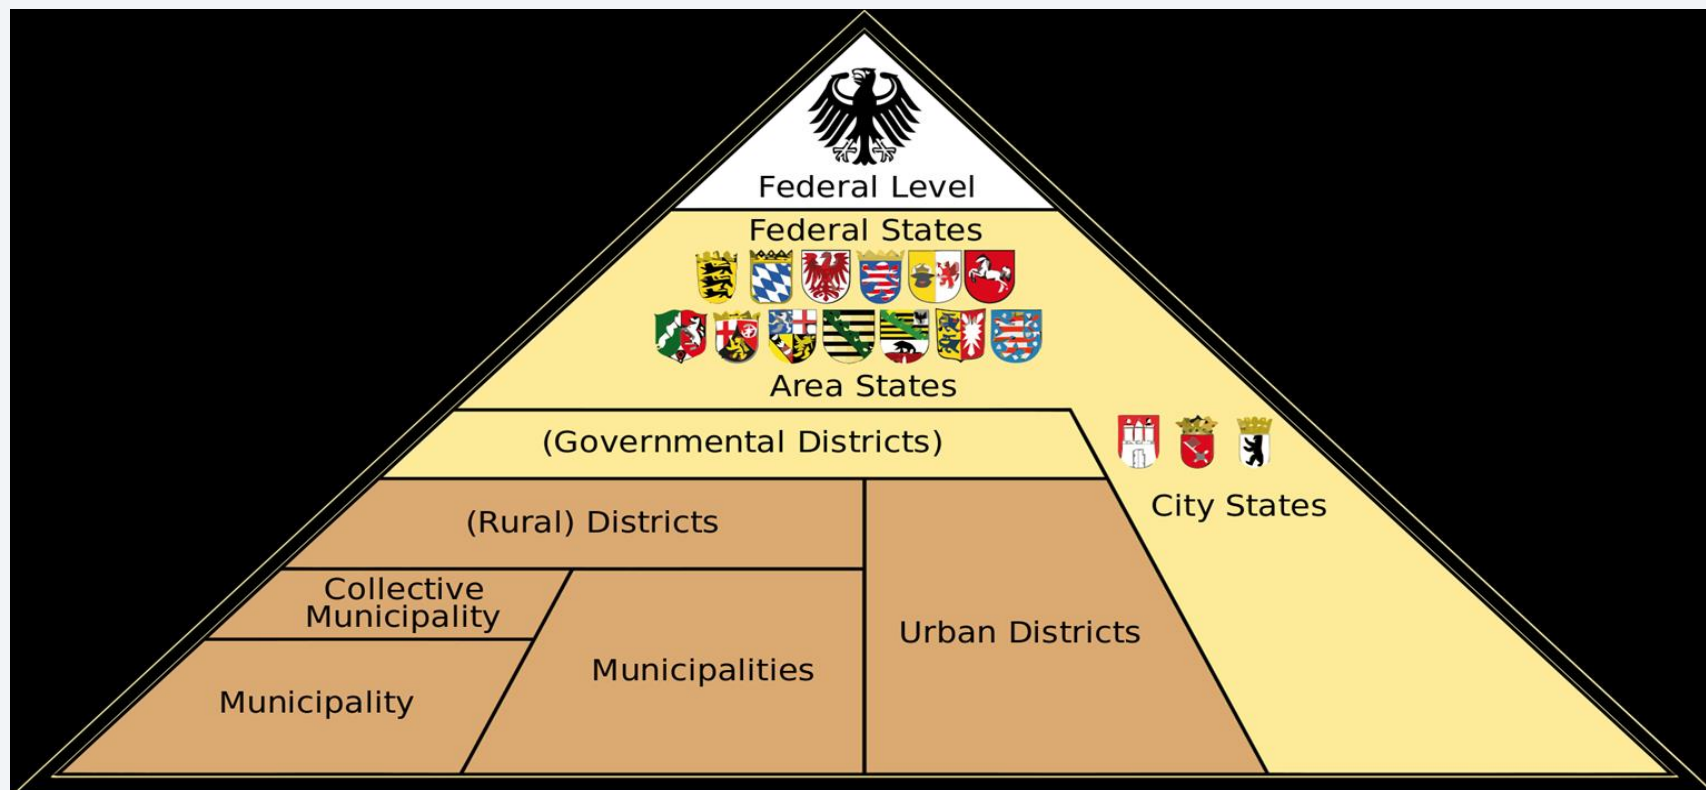 Federal Level
Federal States
Area States
(Governmental Districts)
City States
(Rural) Districts
Collective
Municipality
Urban Districts
Municipalities
Municipality